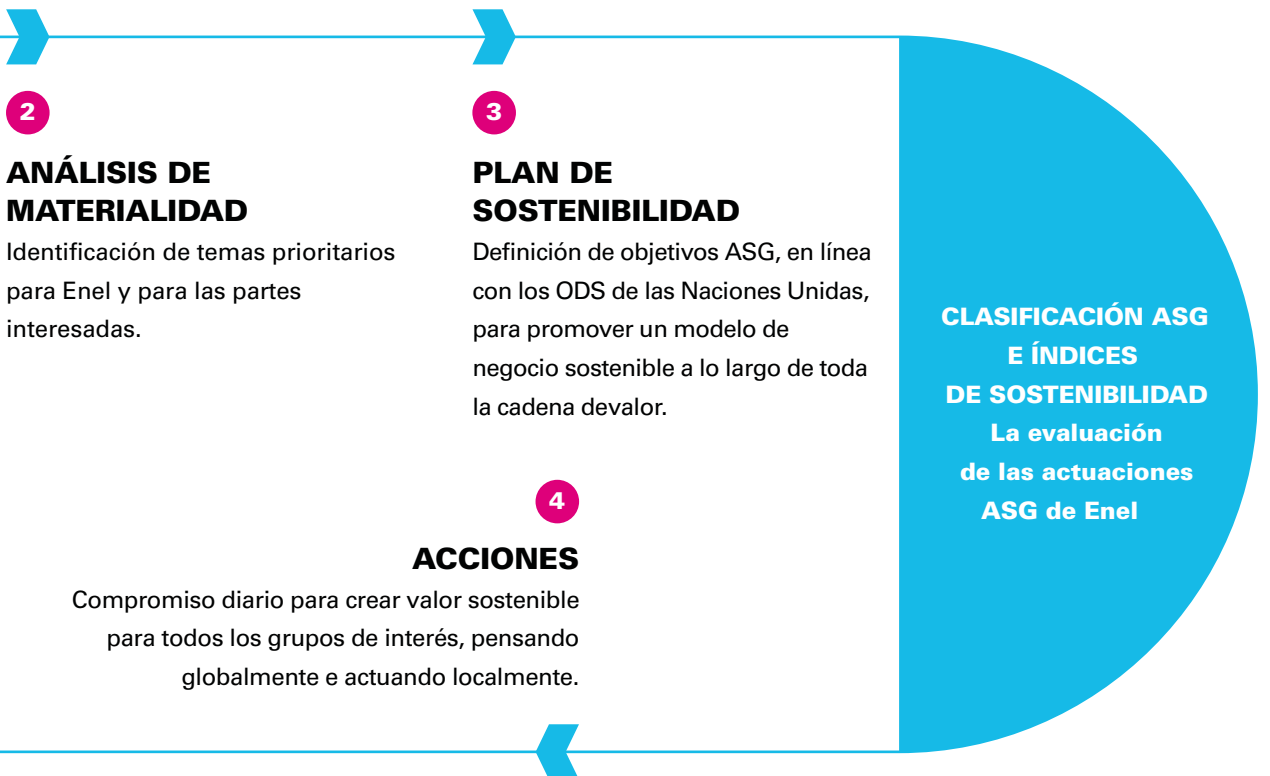 2
ANÁLISIS DE
MATERIALIDAD
Identificación de temas prioritarios
para Enel y para las partes
interesadas.
3
PLAN DE
SOSTENIBILIDAD
Definición de objetivos ASG, en línea
con los ODS de las Naciones Unidas,
para promover un modelo de
negocio sostenible a lo largo de toda
la cadena devalor.
4
ACCIONES
Compromiso diario para crear valor sostenible
para todos los grupos de interés, pensando
globalmente e actuando localmente.
CLASIFICACIÓN ASG
E ÍNDICES
DE SOSTENIBILIDAD
La evaluación
de las actuaciones
ASG de Enel